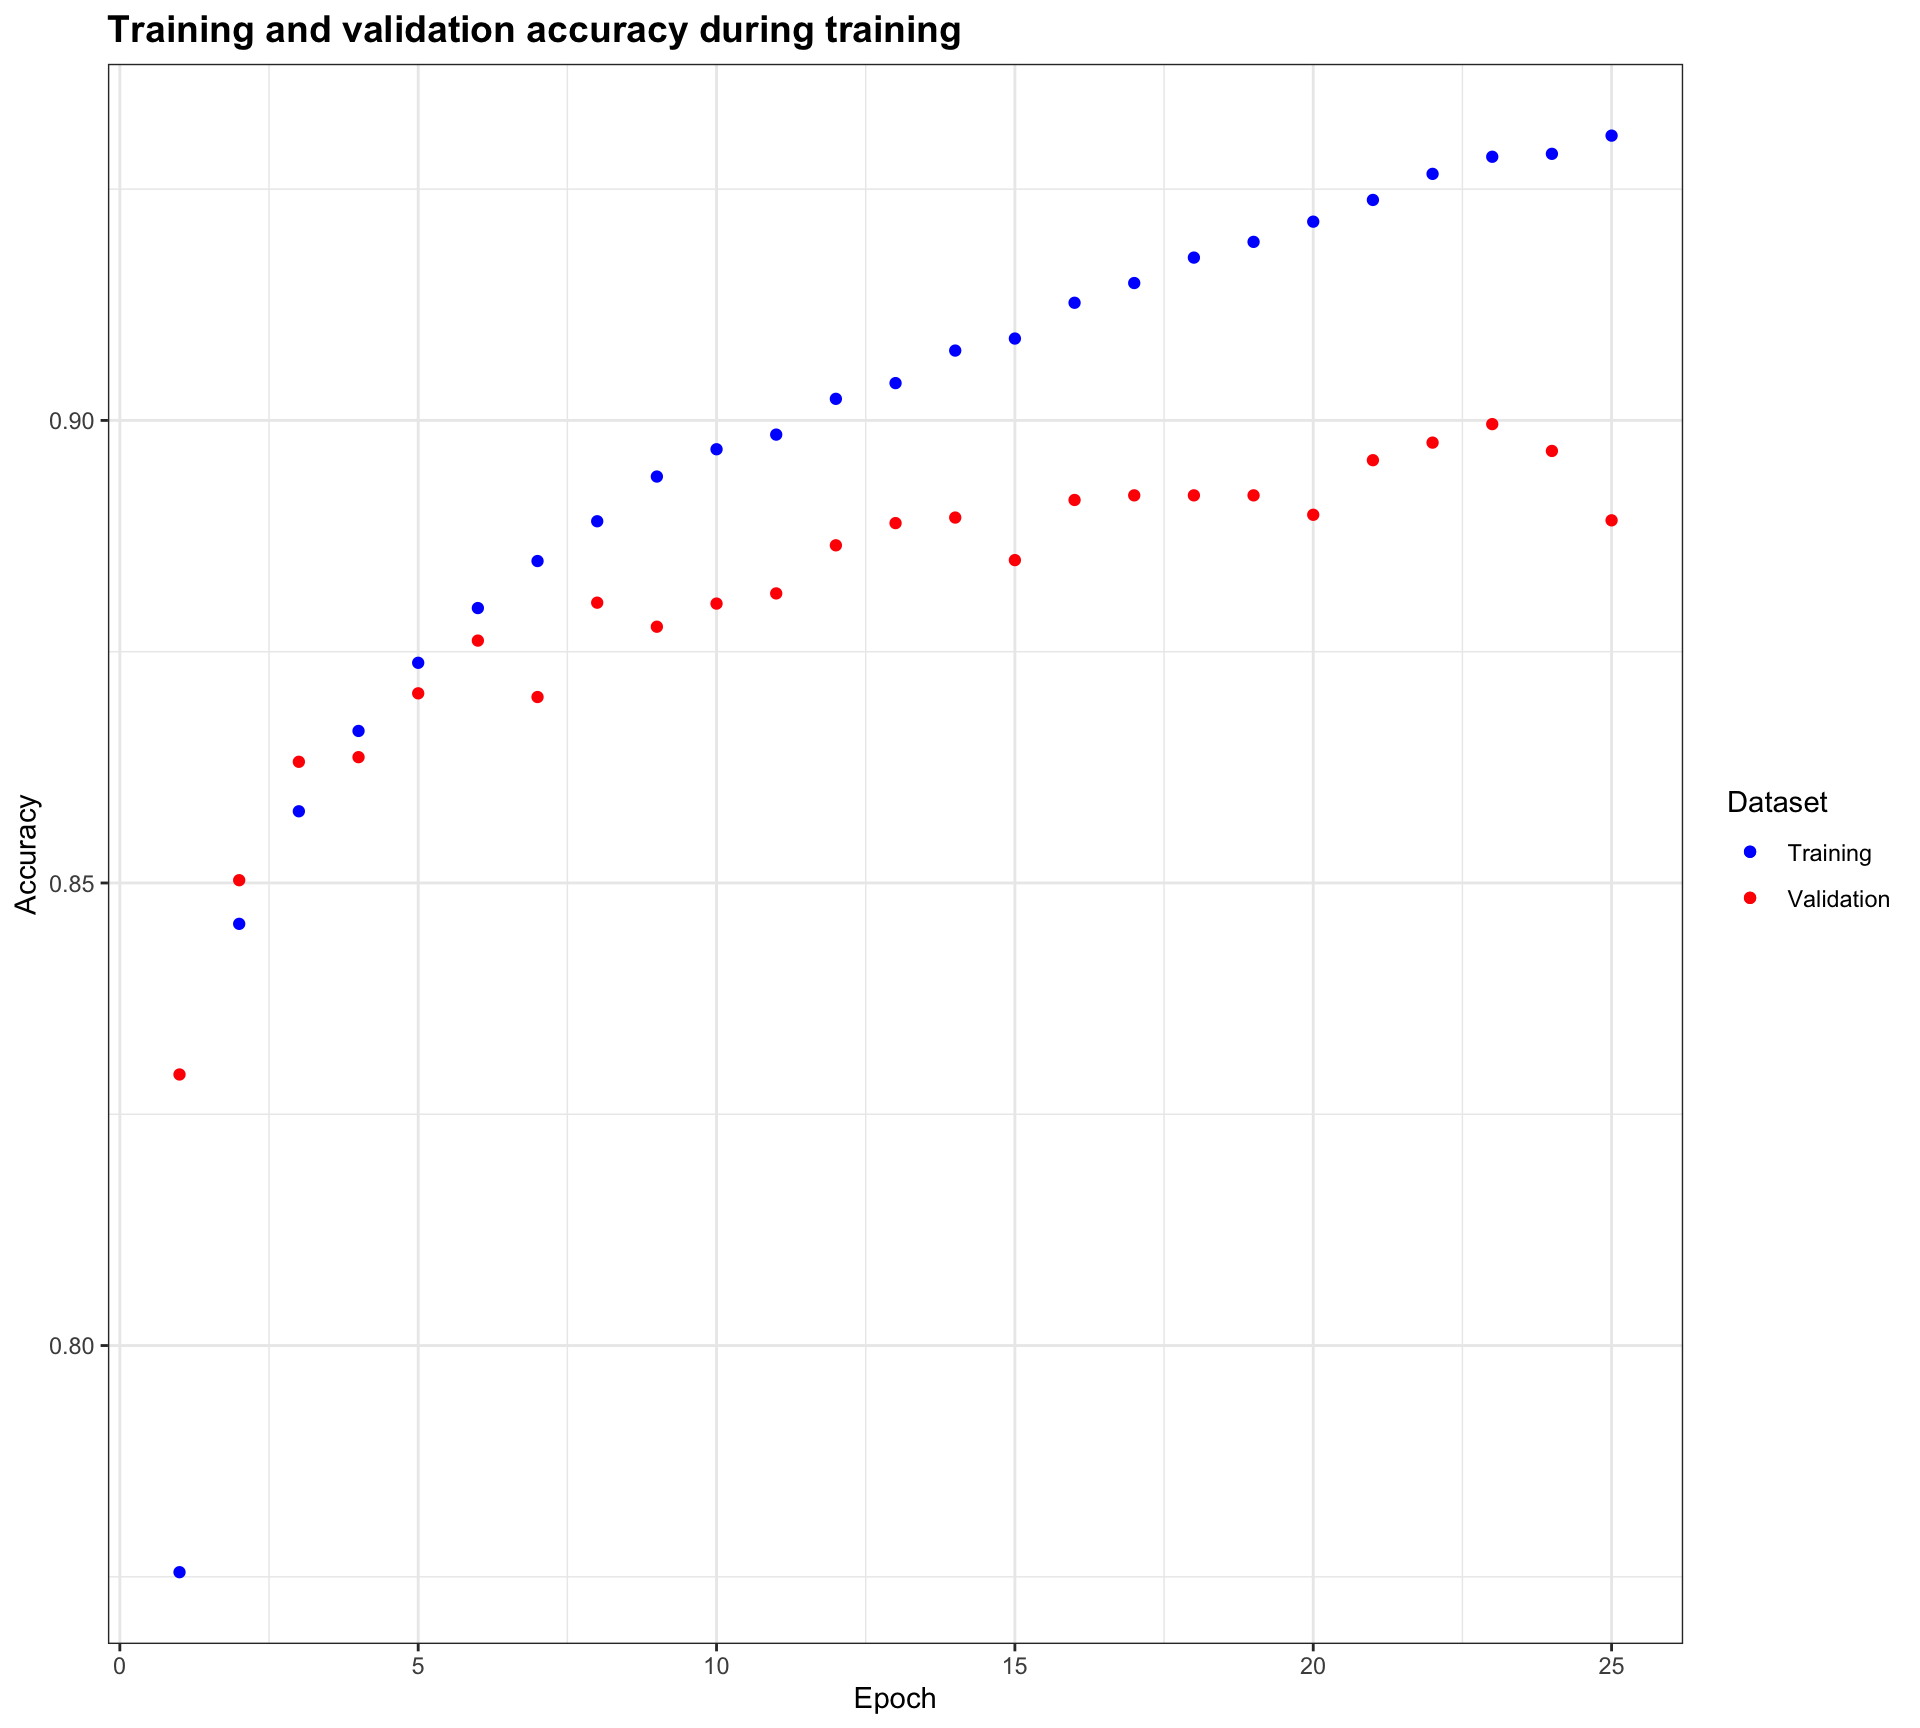 Training and validation accuracy during training
0.90
0.85
0.80
Accuracy
0
5
10
15
20
25
Epoch
Dataset
Training
Validation